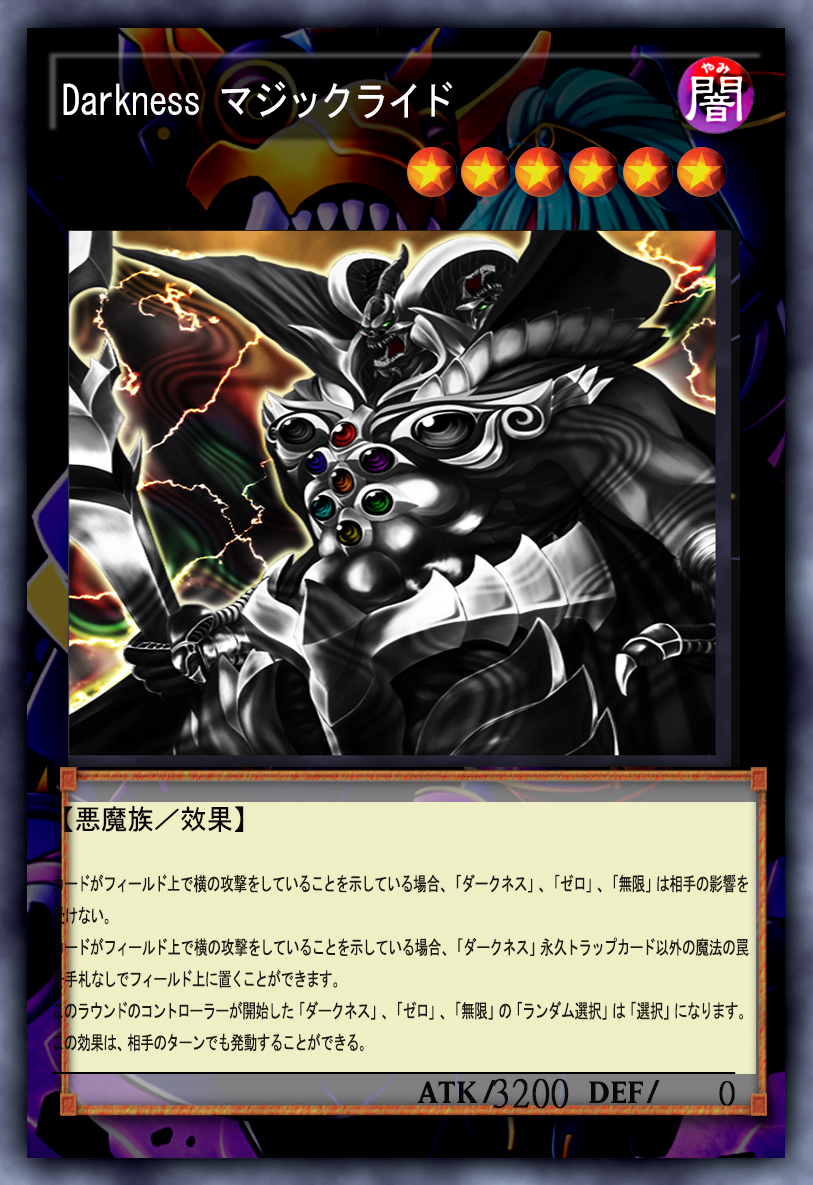 Darkness マジックライド
やみ
闇
【悪魔族／効果】
カードがフィールド上で横の攻撃をしていることを示している場合、「ダークネス」、「ゼロ」、「無限」は相手の影響を
受けない。
カードがフィールド上で横の攻撃をしていることを示している場合、「ダークネス」永久トラップカード以外の魔法の罠
を手札なしでフィールド上に置くことができます。
このラウンドのコントローラーが開始した「ダークネス」、「ゼロ」、「無限」の「ランダム選択」は「選択」になります。
この効果は、相手のターンでも発動することができる。
ATK/3200 DEF/ 0